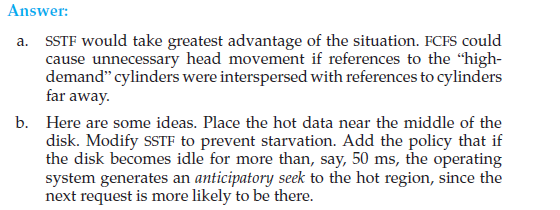 Answer:
a. SSTF would take greatest advantage of the situation. FCFS could
cause unnecessary head movement if references to the “high-
demand” cylinders were interspersed with references to cylinders
far away.
b. Here are some ideas. Place the hot data near the middle of the
disk. Modify SSTF to prevent starvation. Add the policy that if
the disk becomes idle for more than, say, 50 ms, the operating
system generates an anticipatory seek to the hot region, since the
next request is more likely to be there.